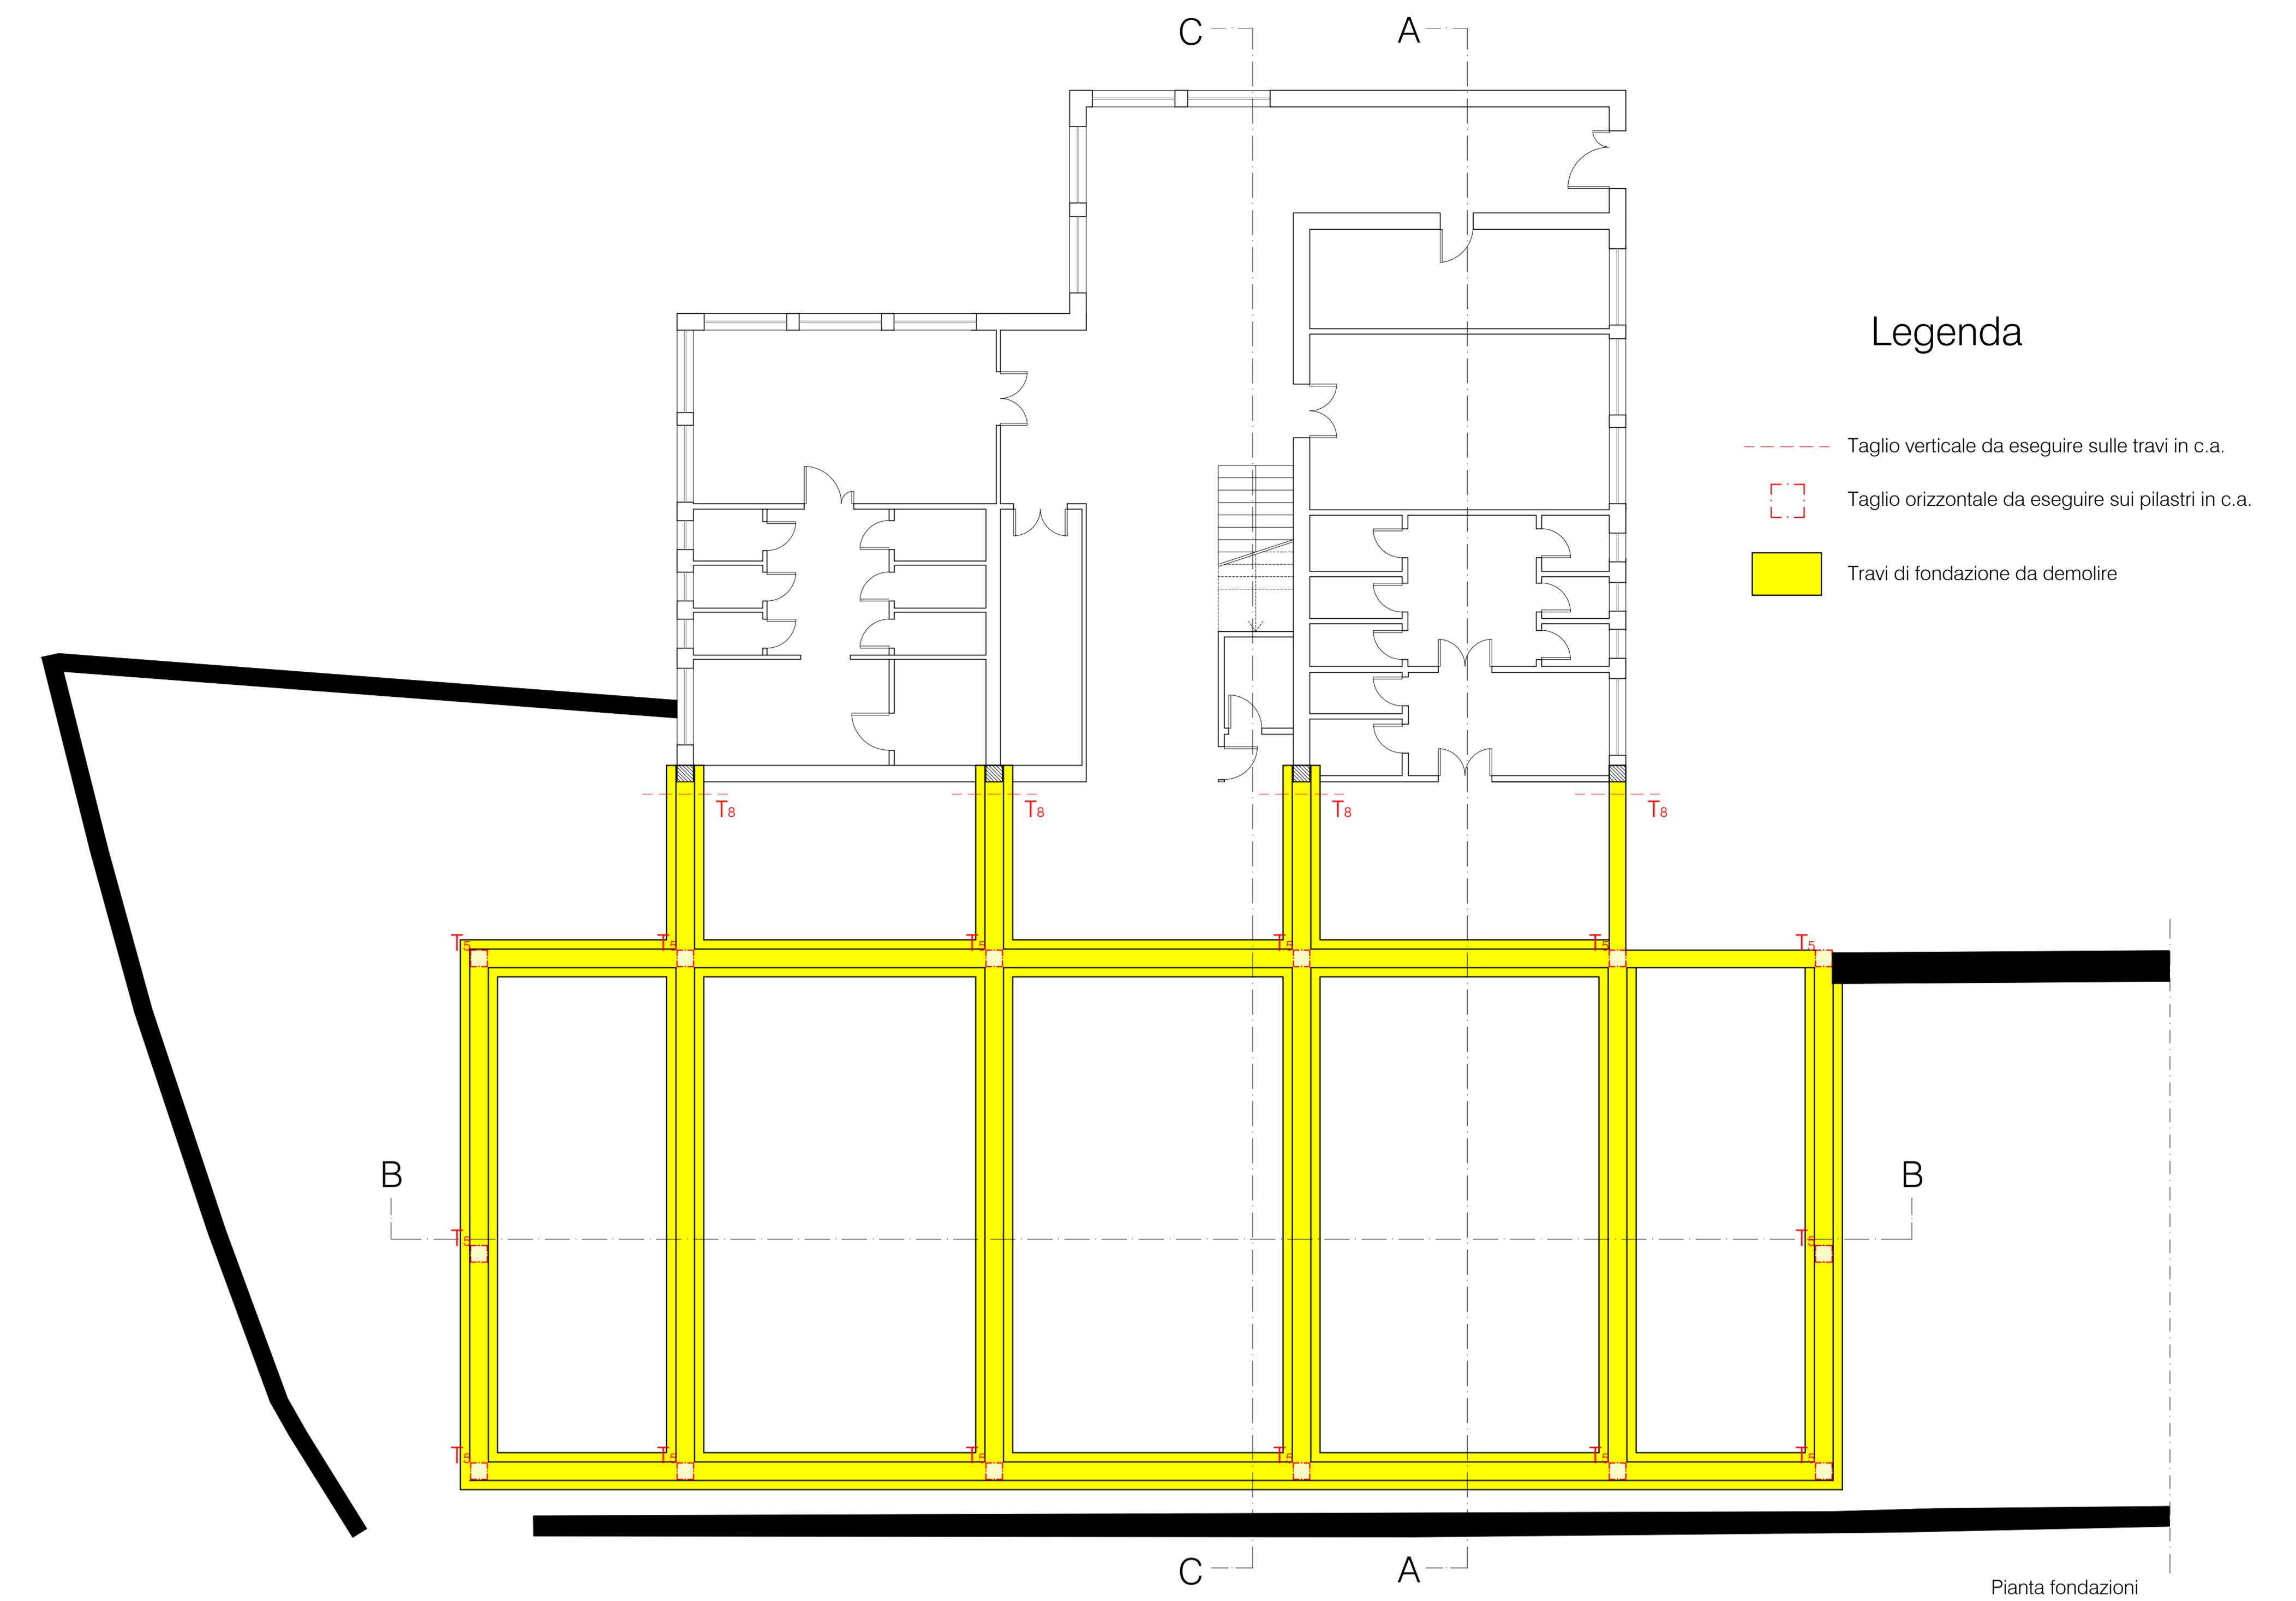 C A
Legenda
Taglio verticale da eseguire sulle travi in c.a.
Taglio orizzontale da eseguire sui pilastri in c.a.
Travi di fondazione da demolire
T8 T8 T8 T8
T5 T5 T5 T5 T5 T5
B B
T5 T5
T5 T5 T5 T5 T5 T5
C A
Pianta fondazioni